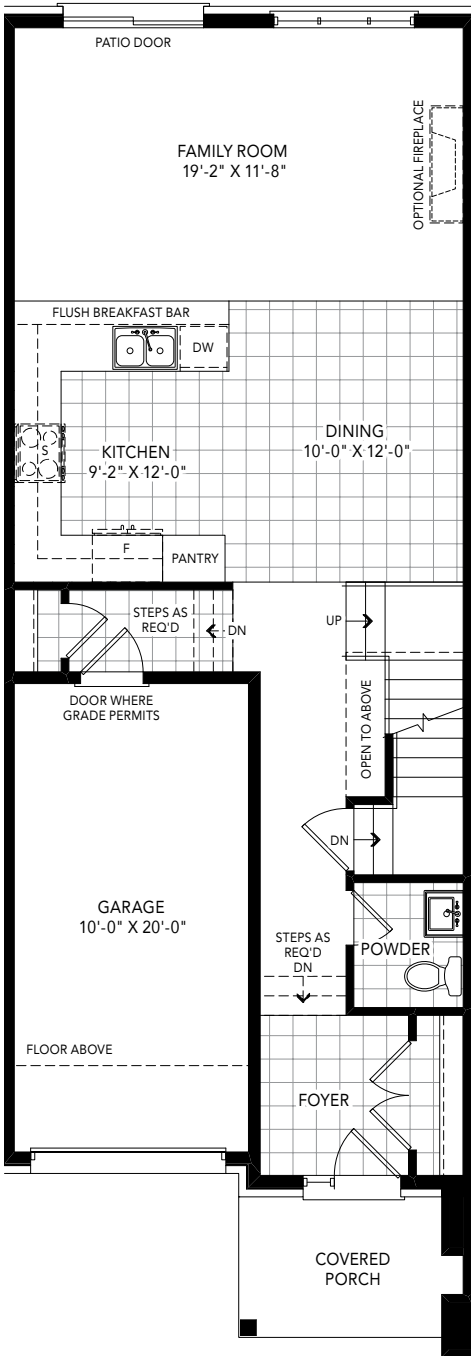 PATIO DOOR
FAMILY ROOM
19'-2" X 11'-8"
OPTIONAL FIREPLACE
FLUSH BREAKFAST BAR
DW
S
KITCHEN
9'-2" X 12'-0"
DINING
10'-0" X 12'-0"
F
PANTRY
STEPS AS
REQ'D
DN
UP
DOOR WHERE
GRADE PERMITS
OPEN TO ABOVE
DN
GARAGE
10'-0" X 20'-0"
STEPS AS
REQ'D
DN
POWDER
FLOOR ABOVE
FOYER
COVERED
PORCH